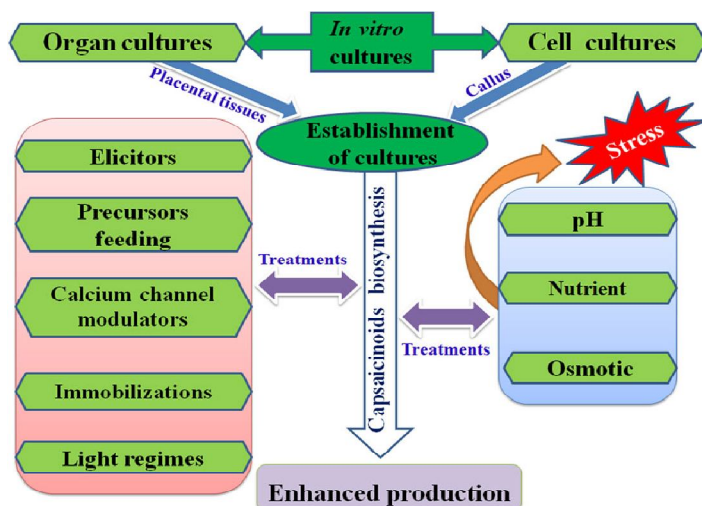 Organ cultures
In vitro
cultures
Cell cultures
Placental tissues
Callus
Establishment
of cultures
Stress
Elicitors
Precursors
feeding
Calcium channel
modulators
Immobilizations
Light regimes
Treatments
Capsaicinoids biosynthesis
Treatments
pH
Nutrient
Osmotic
Enhanced production